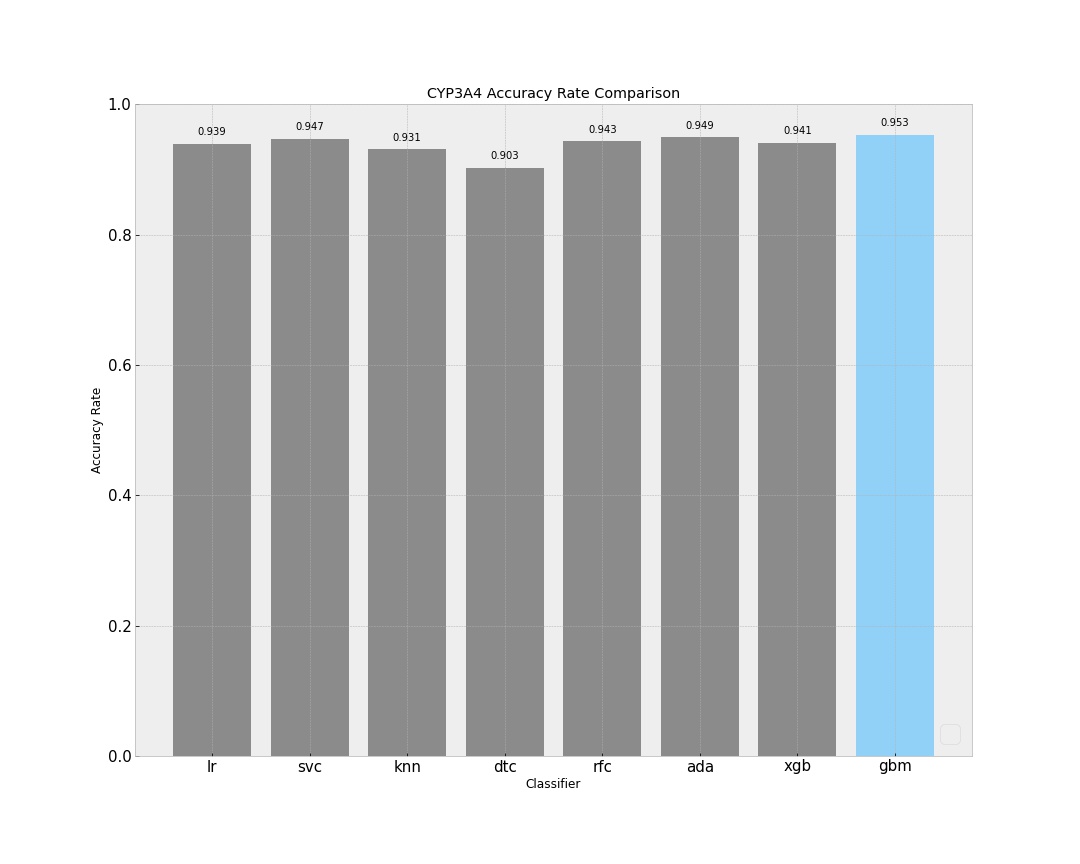 CYP3A4 Accuracy Rate Comparison
1.0
0.8
0.6
0.4
0.2
0.0
Accuracy Rate
0.939
0.947
0.931
0.903
0.943
0.949
0.941
0.953
lr
svc
knn
dtc
rfc
ada
xgb
gbm
Classifier